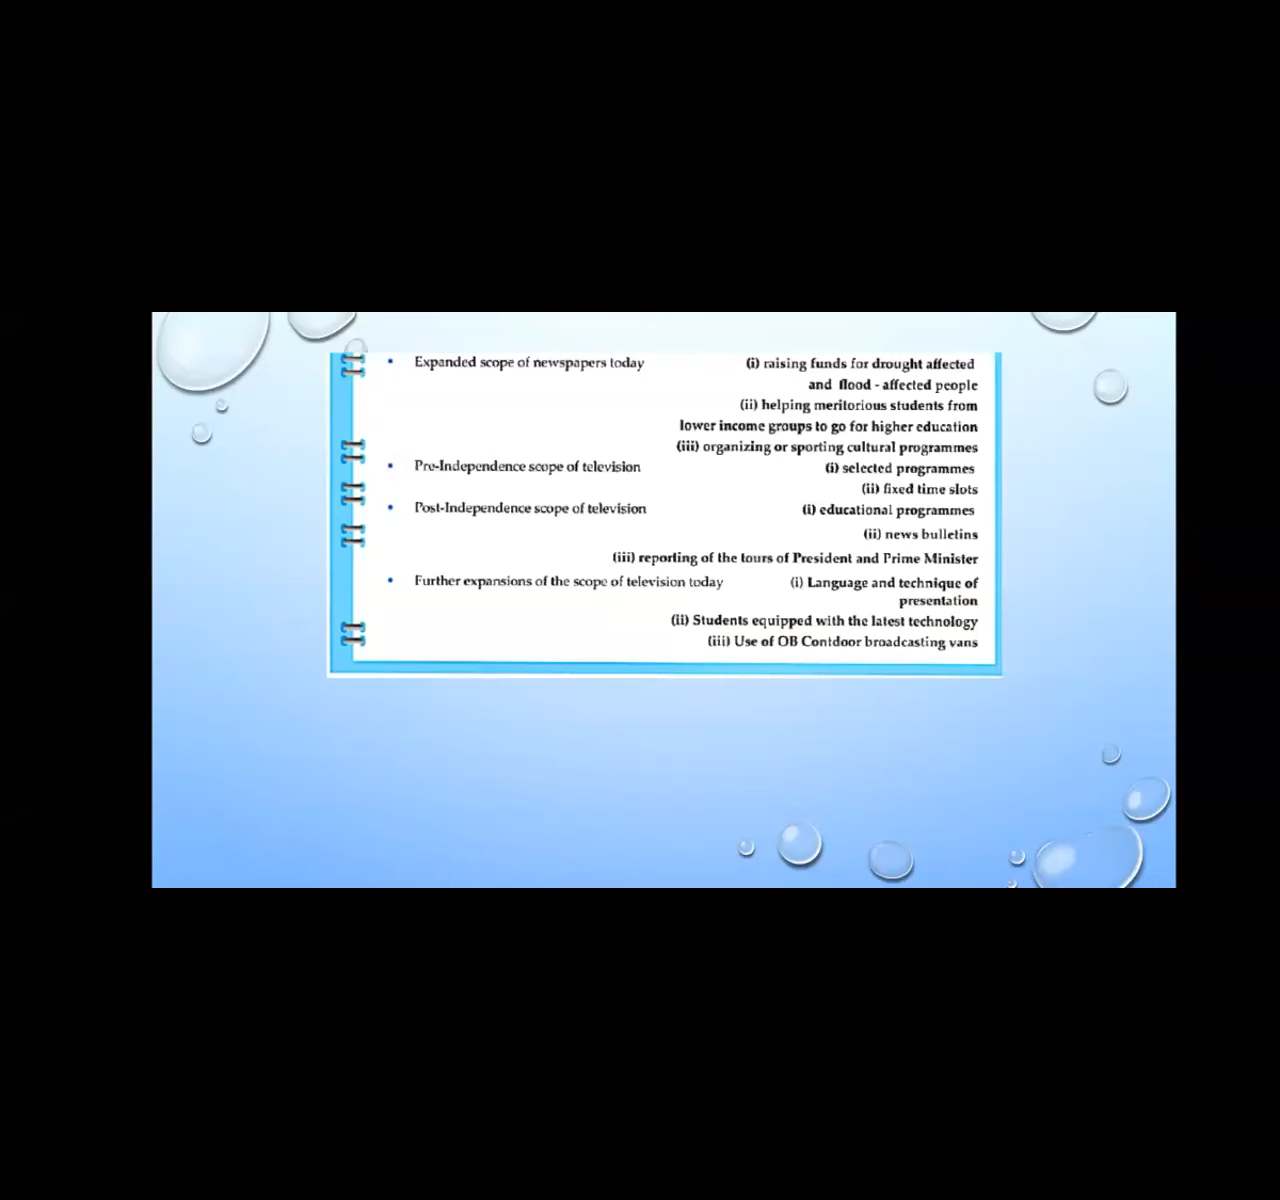 • Expanded scope of newspapers today (i) raising funds for drought affected
and flood - affected people
(ii) helping meritorious students from
lower income groups to go for higher education
(iii) organizing or sporting cultural programmes
• Pre-Independence scope of television (i) selected programmes
(ii) fixed time slots
• Post-Independence scope of television (i) educational programmes
(ii) news bulletins
(iii) reporting of the tours of President and Prime Minister
• Further expansions of the scope of television today (i) Language and technique of
presentation
(ii) Students equipped with the latest technology
(iii) Use of OB Contdoor broadcasting vans